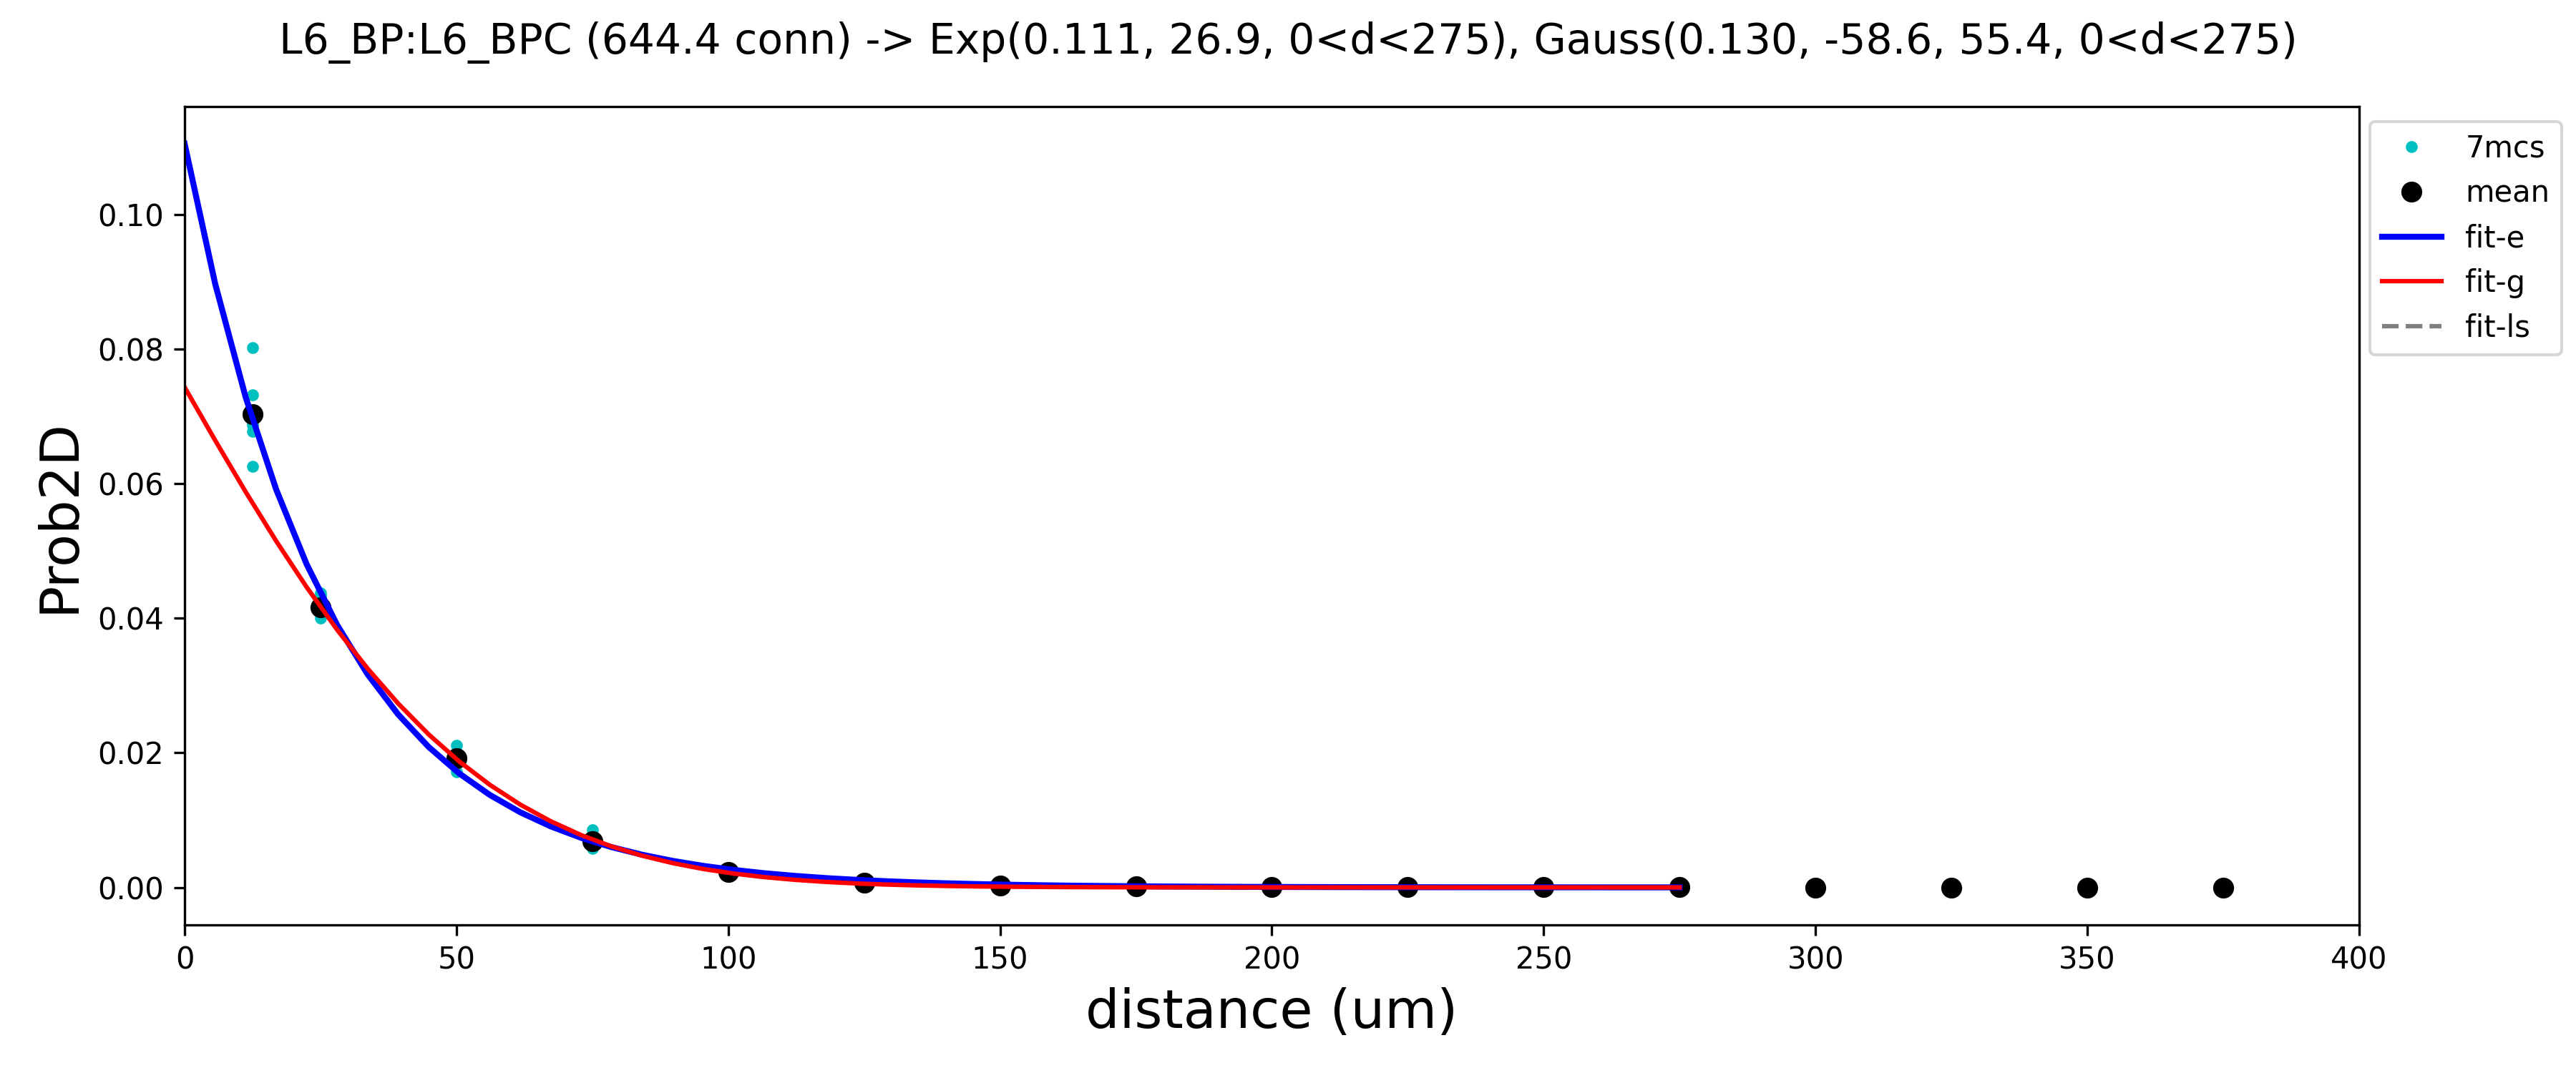 L6_BP:L6_BPC (644.4 conn) -> Exp(0.111, 26.9, 0<d<275), Gauss(0.130, -58.6, 55.4, 0<d<275)
7mcs
mean
fit-e
fit-g
fit-ls
Prob2D
0.10
0.08
0.06
0.04
0.02
0.00
0 50 100 150 200 250 300 350 400
distance (um)